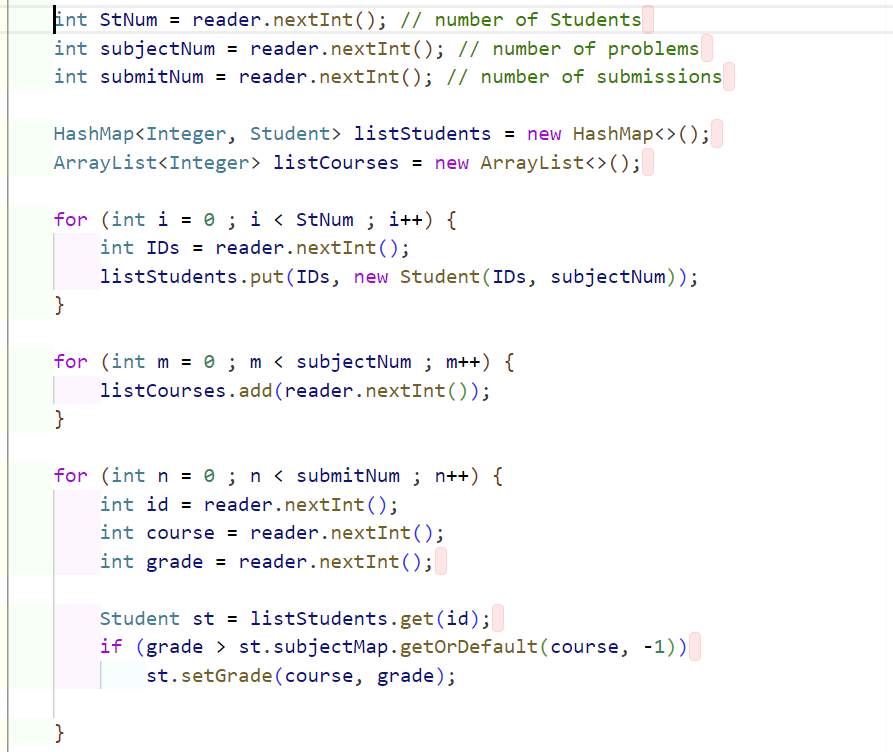 int StNum = reader.nextInt(); // number of Students
int subjectNum = reader.nextInt(); // number of problems
int submitNum = reader.nextInt(); // number of submissions
HashMap<Integer, Student> listStudents = new HashMap<>();
ArrayList<Integer> listCourses = new ArrayList<>();
for (int i = 0 ; i < StNum ; i++) {
    int IDs = reader.nextInt();
    listStudents.put(IDs, new Student(IDs, subjectNum));
}
for (int m = 0 ; m < subjectNum ; m++) {
    listCourses.add(reader.nextInt());
}
for (int n = 0 ; n < submitNum ; n++) {
    int id = reader.nextInt();
    int course = reader.nextInt();
    int grade = reader.nextInt();
    Student st = listStudents.get(id);
    if (grade > st.subjectMap.getOrDefault(course, -1))
        st.setGrade(course, grade);
}